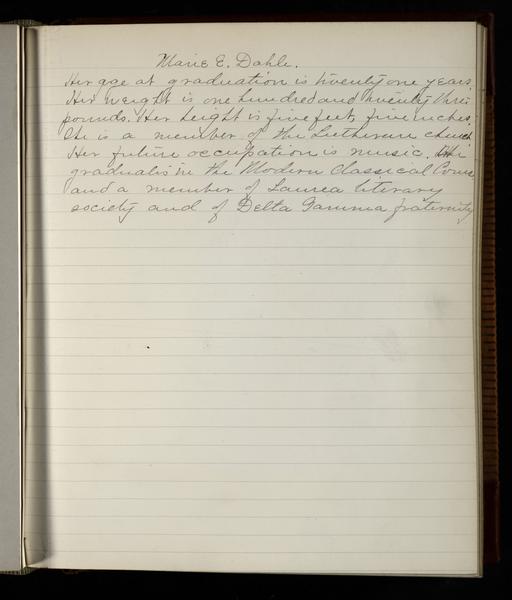 Marie E. Dahle.
Her age at graduation is twenty one years.
Her weight is one hundred and twenty three
pounds. Her height is five feet, five inches.
She is a member of the Lutheran church
Her future occupation is music. She
graduates in the Modern Classical Course
and a member of Laurea literary
society and of Delta Gamma fraternity